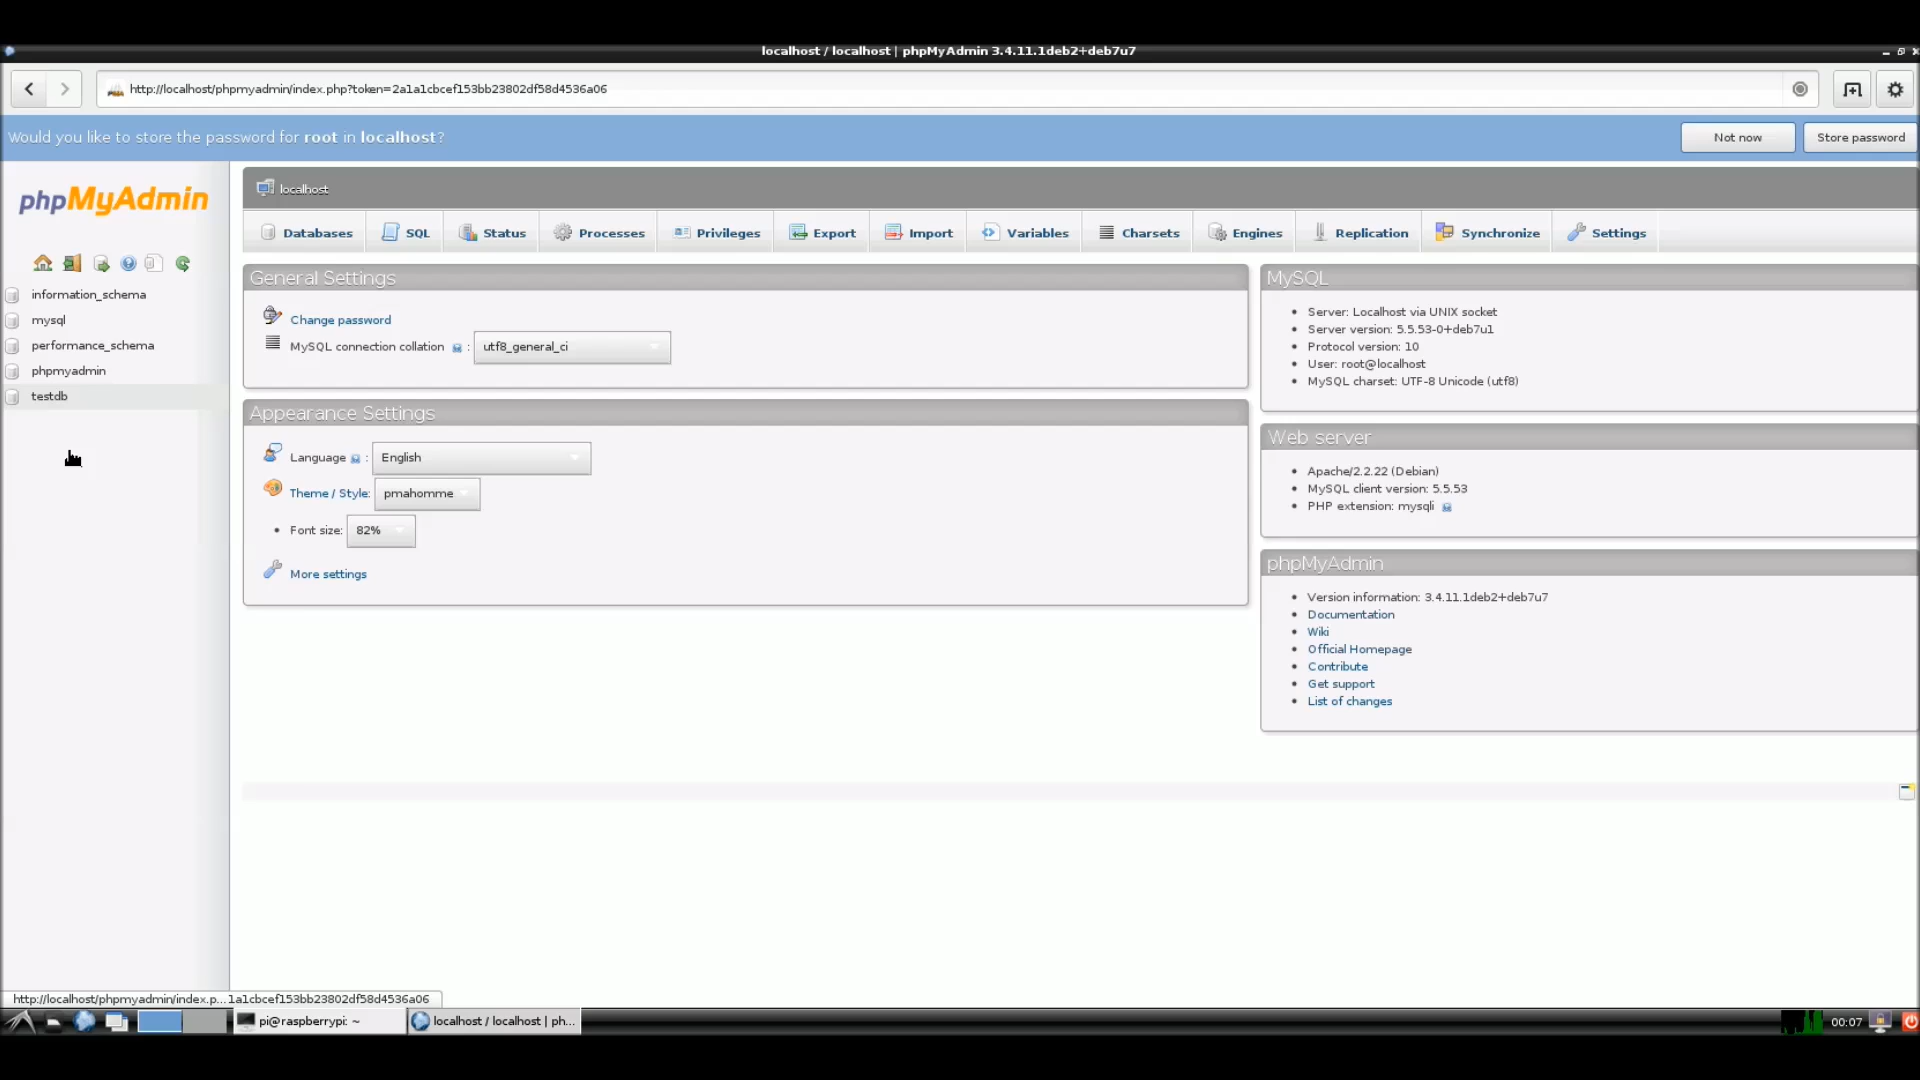 localhost / localhost | phpMyAdmin 3.4.11.1deb2+deb7u7
http://localhost/phpmyadmin/index.php?token=2a1a1cbcef153bb23802df58d4536a06
Would you like to store the password for root in localhost?
Not now
Store password
phpMyAdmin
information_schema
mysql
performance_schema
phpmyadmin
testdb
localhost
Databases
SQL
Status
Processes
Privileges
Export
Import
Variables
Charsets
Engines
Replication
Synchronize
Settings
General Settings
Change password
MySQL connection collation : utf8_general_ci
Appearance Settings
Language : English
Theme / Style: pmahomme
• Font size: 82%
More settings
MySQL
• Server: Localhost via UNIX socket
• Server version: 5.5.53-0+deb7u1
• Protocol version: 10
• User: root@localhost
• MySQL charset: UTF-8 Unicode (utf8)
Web server
• Apache/2.2.22 (Debian)
• MySQL client version: 5.5.53
• PHP extension: mysqli
phpMyAdmin
• Version information: 3.4.11.1deb2+deb7u7
• Documentation
• Wiki
• Official Homepage
• Contribute
• Get support
• List of changes
http://localhost/phpmyadmin/index.p...1a1cbcef153bb23802df58d4536a06
pi@raspberrypi: ~
localhost / localhost | ph...
00:07